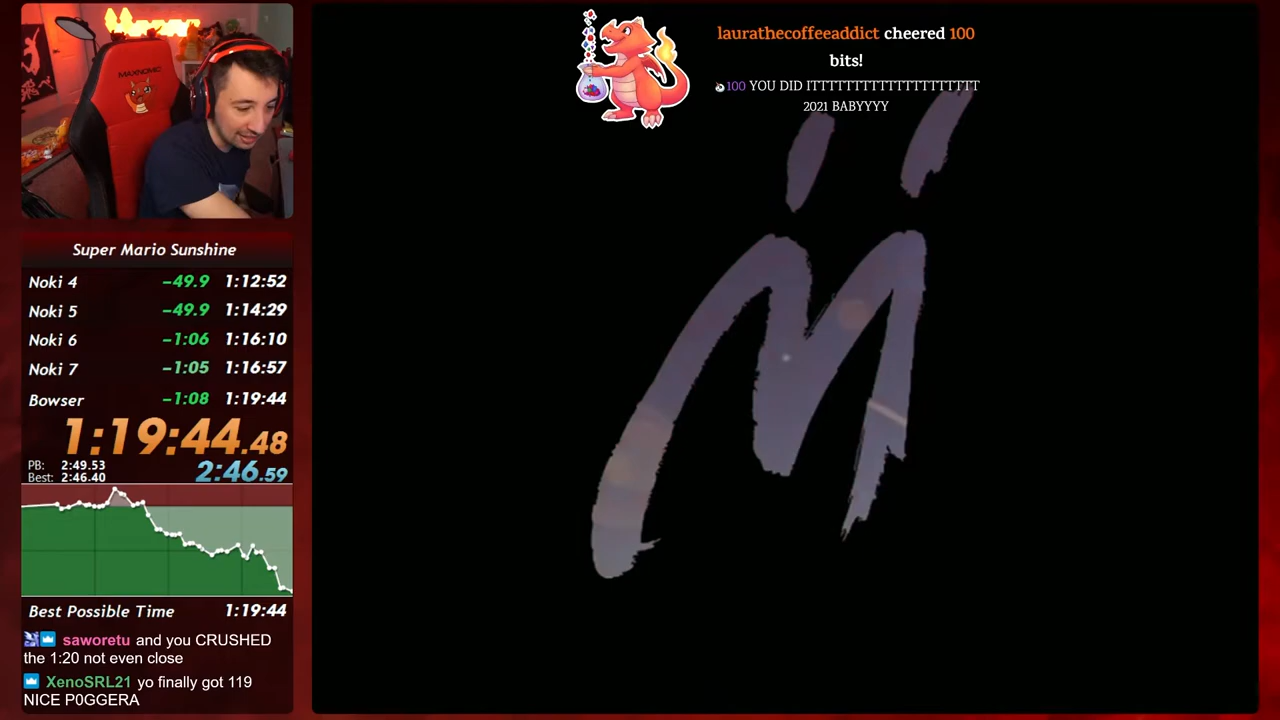 MAXNOMIC
laurathecoffeeaddict cheered 100
bits!
100 YOU DID ITTTTTTTTTTTTTTTTTTTTT
2021 BABYYYY
Super Mario Sunshine
Noki 4 -49.9 1:12:52
Noki 5 -49.9 1:14:29
Noki 6 -1:06 1:16:10
Noki 7 -1:05 1:16:57
Bowser -1:08 1:19:44
1:19:44.48
PB: 2:49.53
Best: 2:46.40
2:46.59
Best Possible Time 1:19:44
saworetu and you CRUSHED
the 1:20 not even close
XenoSRL21 yo finally got 119
NICE P0GGERA
M